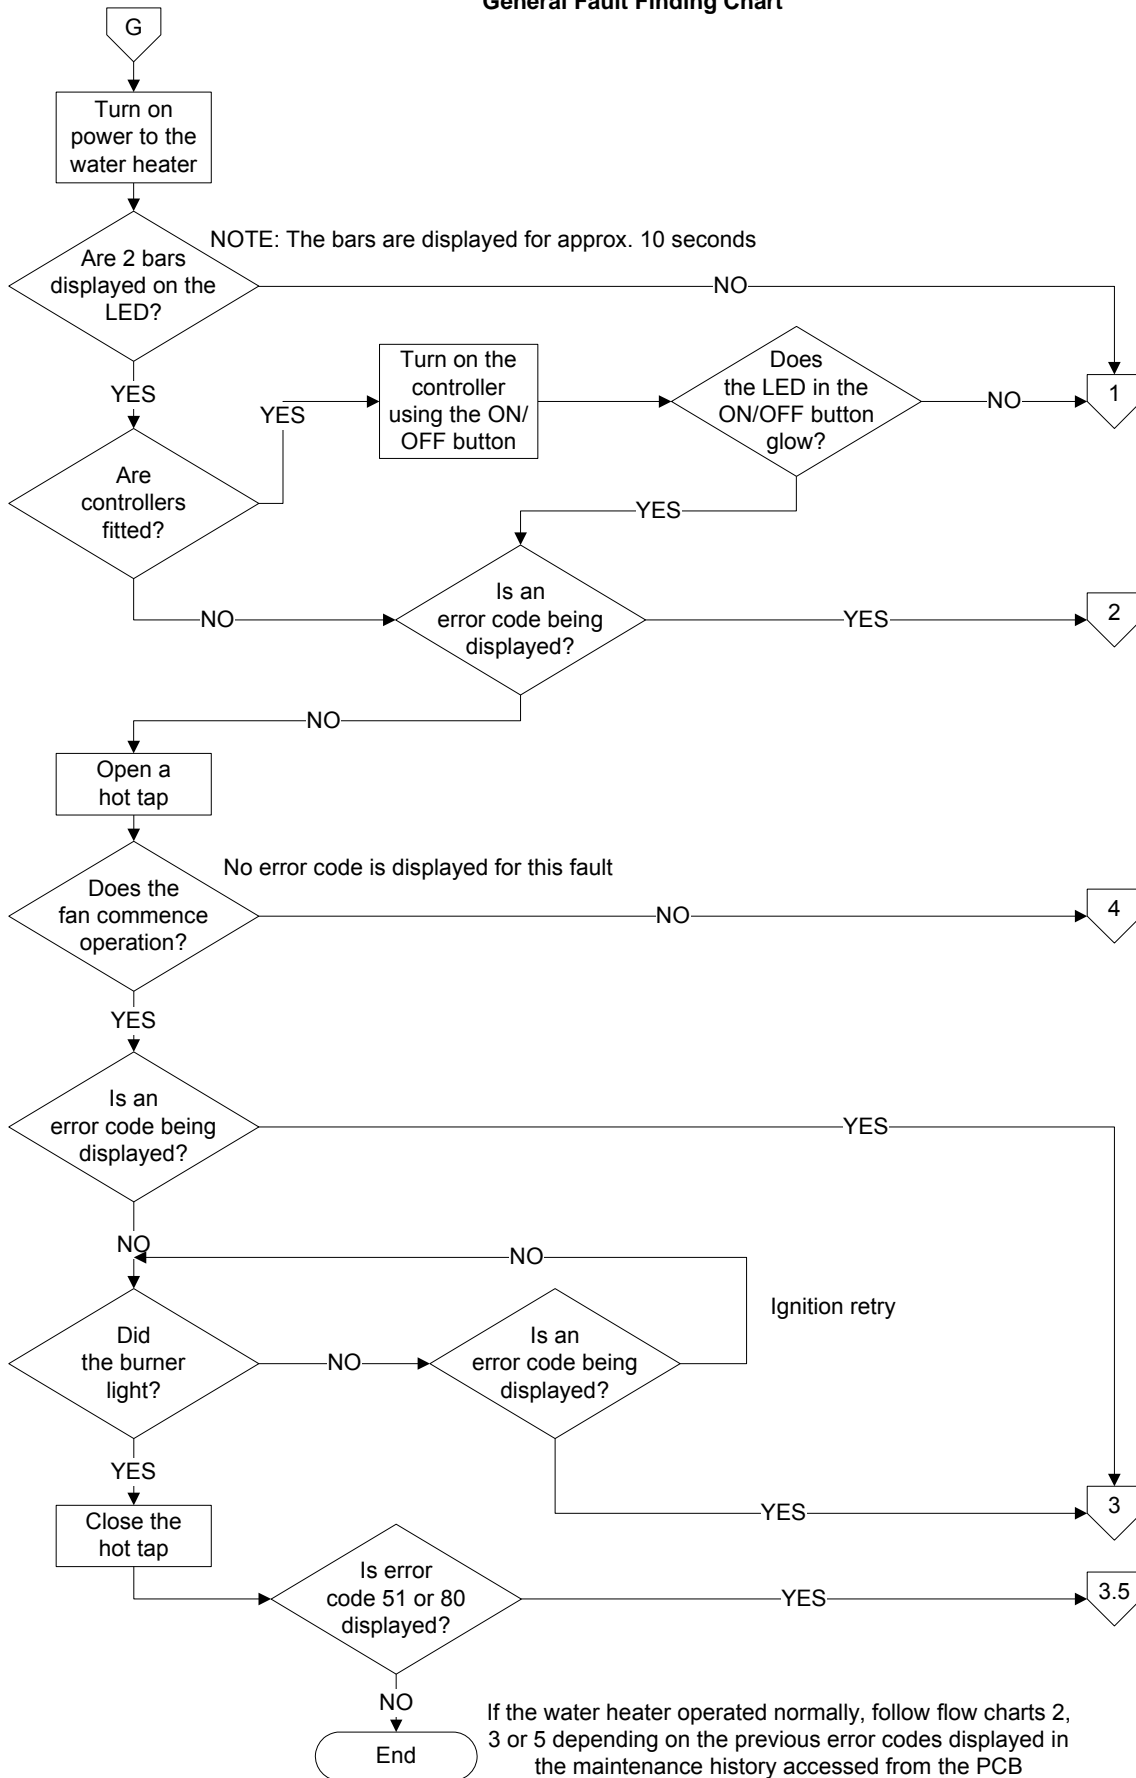 General Fault Finding Chart
G
Turn on
power to the
water heater
NOTE: The bars are displayed for approx. 10 seconds
Are 2 bars
displayed on the
LED?
NO
YES
Turn on the
controller
using the ON/
OFF button
Does
the LED in the
ON/OFF button
glow?
NO
1
YES
Are
controllers
fitted?
YES
NO
Is an
error code being
displayed?
YES
2
NO
Open a
hot tap
No error code is displayed for this fault
Does the
fan commence
operation?
NO
4
YES
Is an
error code being
displayed?
YES
NO
NO
Ignition retry
Did
the burner
light?
NO
Is an
error code being
displayed?
YES
YES
3
Close the
hot tap
Is error
code 51 or 80
displayed?
YES
3.5
NO
End
If the water heater operated normally, follow flow charts 2,
3 or 5 depending on the previous error codes displayed in
the maintenance history accessed from the PCB